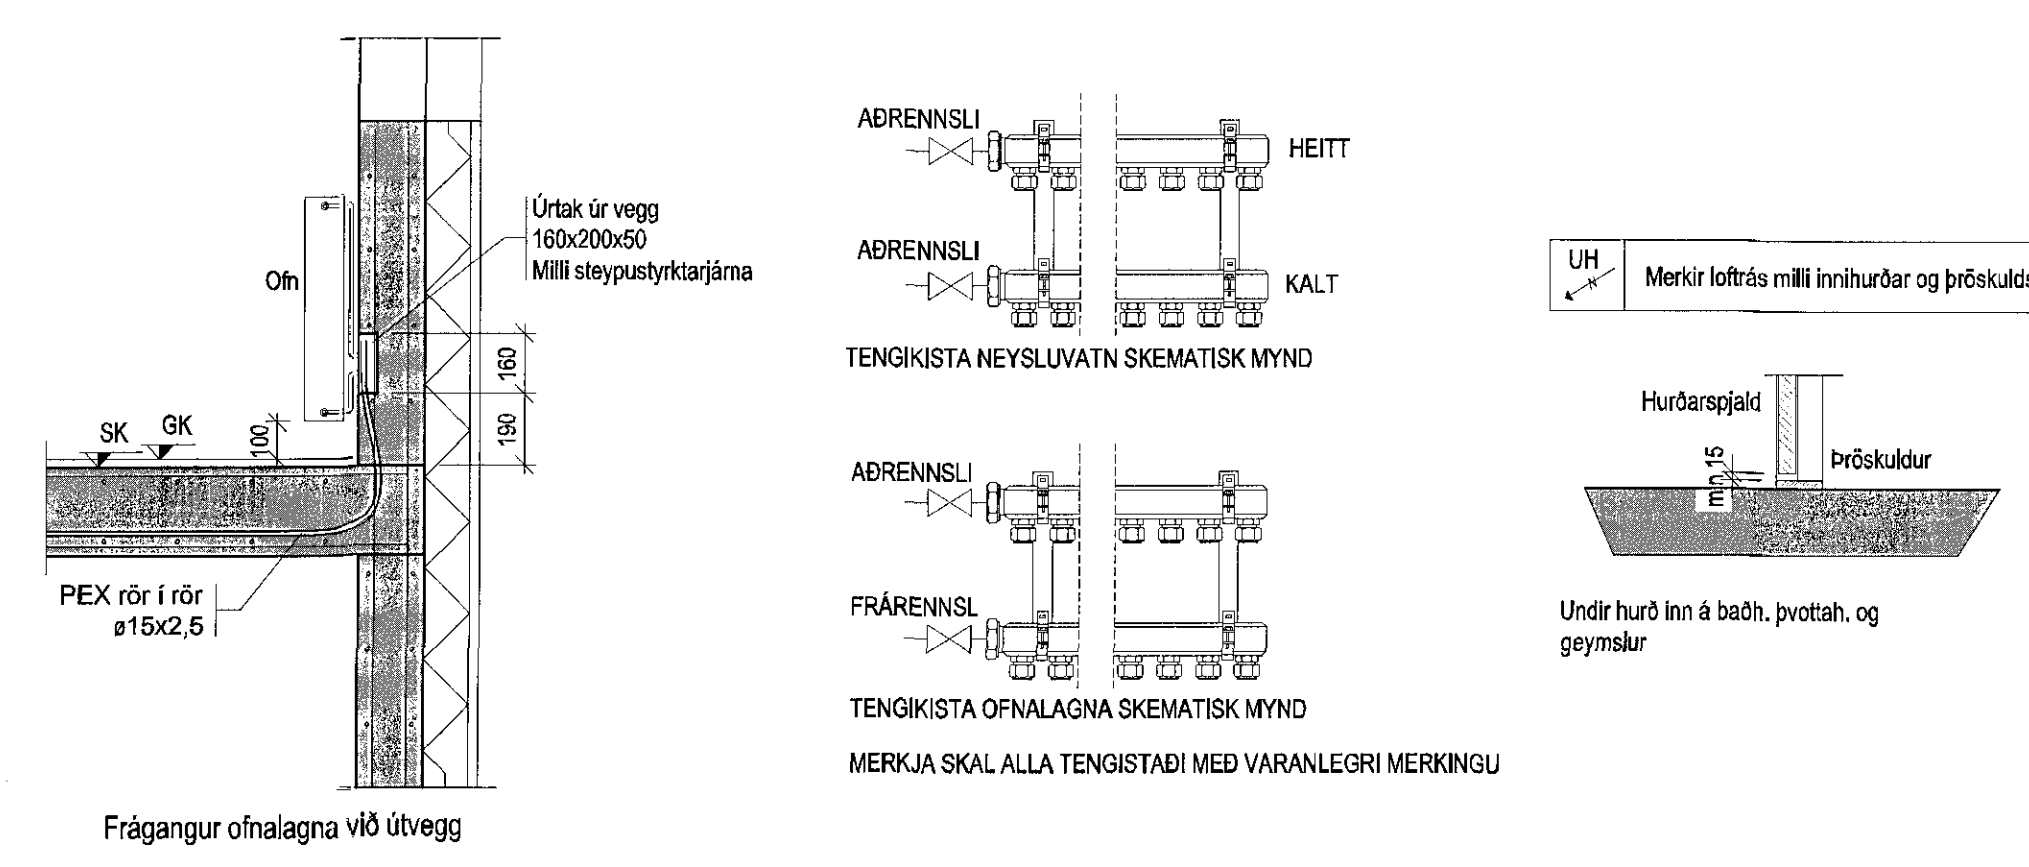 Úrtak úr vegg
160x200x50
Milli steypustyrktarjárna
Ofn
160
190
100
SK
GK
PEX rör í rör
ø15x2,5
Frágangur ofnalagna við útvegg
AÐRENNSLI
HEITT
AÐRENNSLI
KALT
TENGIKISTA NEYSLUVATN SKEMATISK MYND
AÐRENNSLI
FRÁRENNSL
TENGIKISTA OFNALAGNA SKEMATISK MYND
MERKJA SKAL ALLA TENGISTAÐI MEÐ VARANLEGRI MERKINGU
UH
Merkir loftrás milli innihurðar og þröskulds
Hurðarspjald
min 15
Þröskuldur
Undir hurð inn á baðh. þvottah. og
geymslur